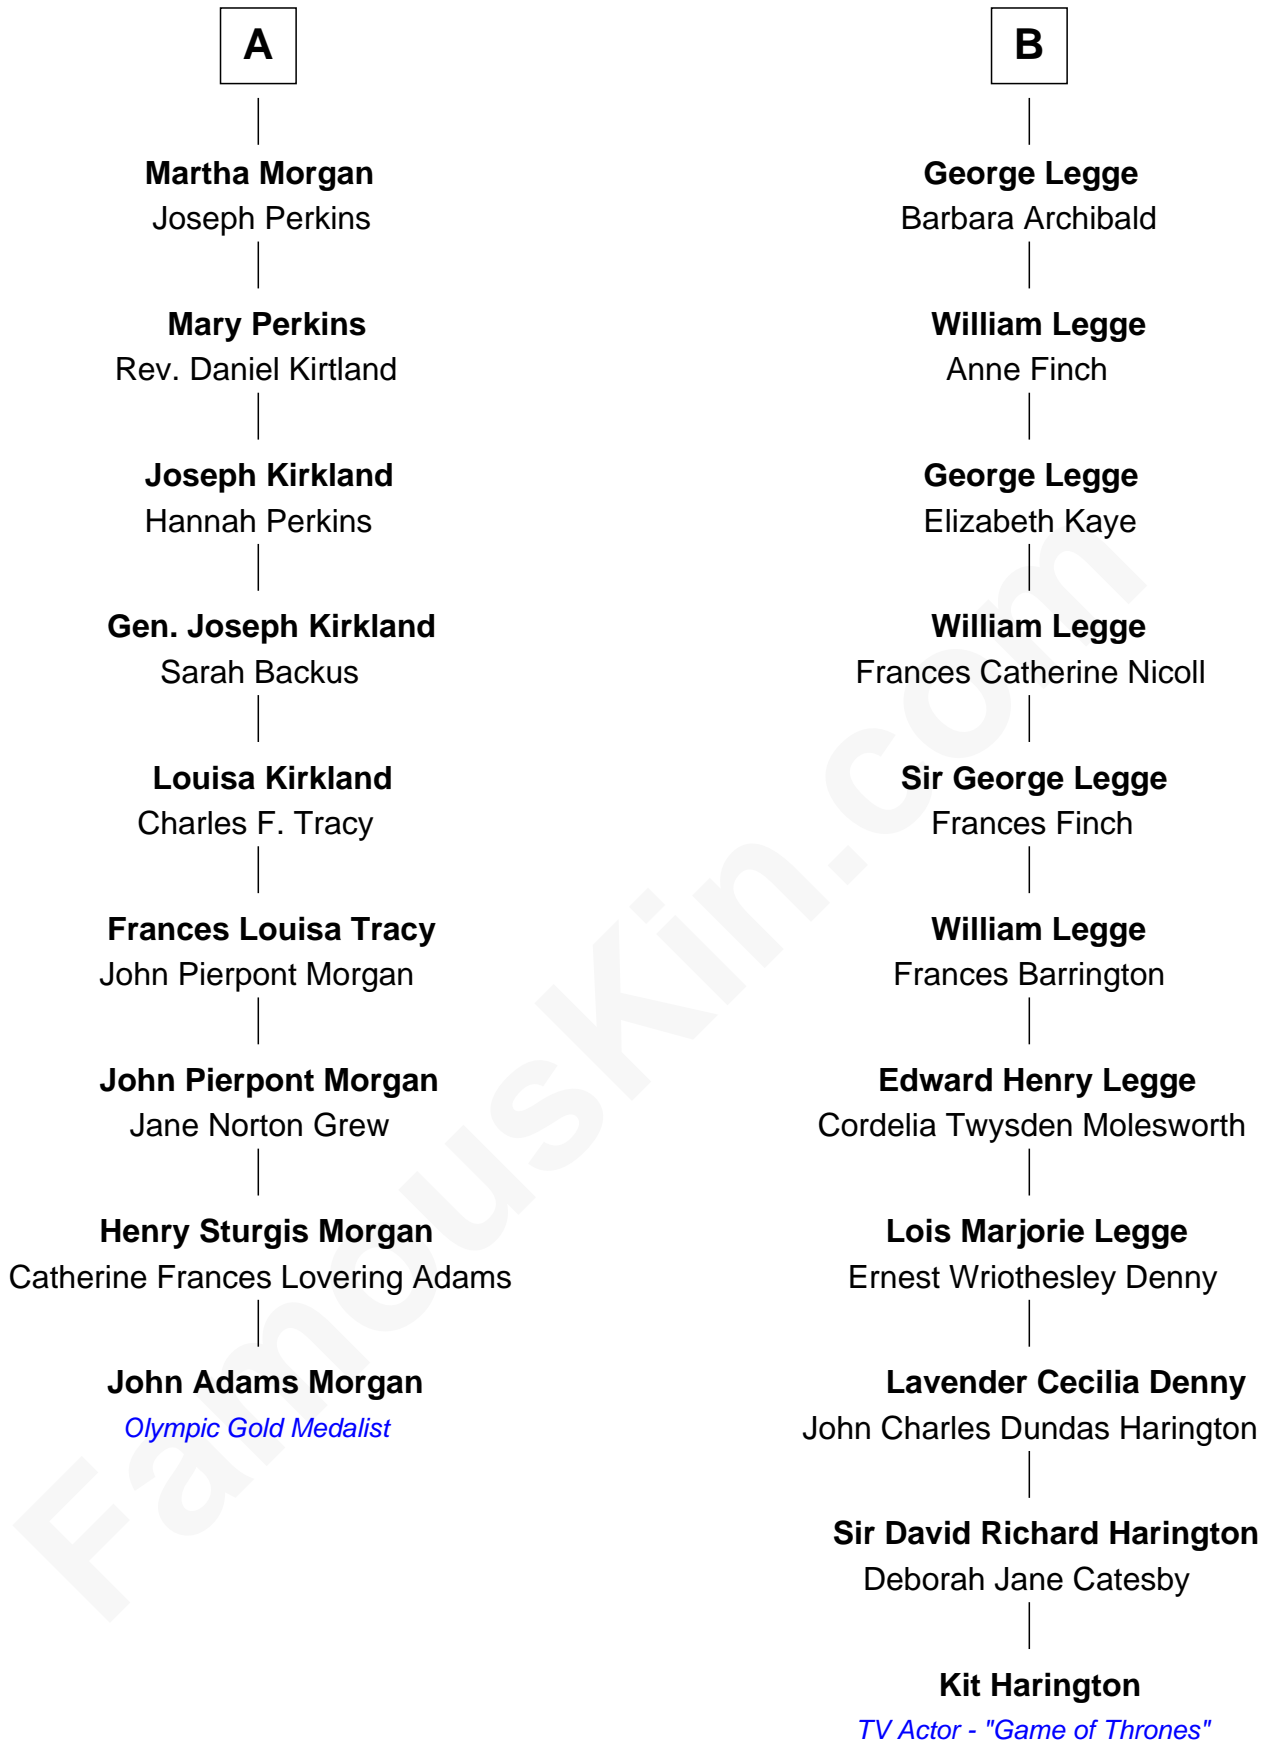 A
Martha Morgan
Joseph Perkins
Mary Perkins
Rev. Daniel Kirtland
Joseph Kirkland
Hannah Perkins
Gen. Joseph Kirkland
Sarah Backus
Louisa Kirkland
Charles F. Tracy
Frances Louisa Tracy
John Pierpont Morgan
John Pierpont Morgan
Jane Norton Grew
Henry Sturgis Morgan
Catherine Frances Lovering Adams
John Adams Morgan
Olympic Gold Medalist
B
George Legge
Barbara Archibald
William Legge
Anne Finch
George Legge
Elizabeth Kaye
William Legge
Frances Catherine Nicoll
Sir George Legge
Frances Finch
William Legge
Frances Barrington
Edward Henry Legge
Cordelia Twysden Molesworth
Lois Marjorie Legge
Ernest Wriothesley Denny
Lavender Cecilia Denny
John Charles Dundas Harington
Sir David Richard Harington
Deborah Jane Catesby
Kit Harington
TV Actor - "Game of Thrones"
FamousKin.com